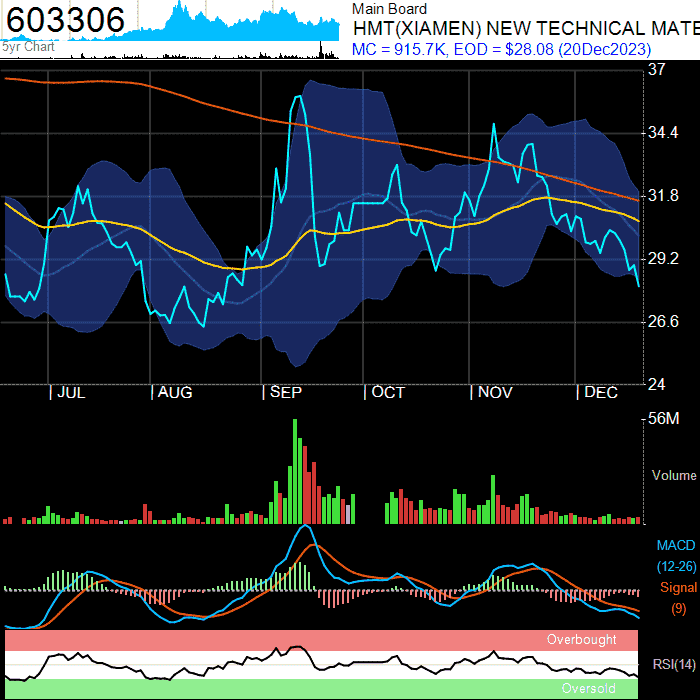 603306
5yr Chart
Main Board
HMT(XIAMEN) NEW TECHNICAL MATE
MC = 915.7K, EOD = $28.08 (20Dec2023)
37
34.4
31.8
29.2
26.6
24
JUL AUG SEP OCT NOV DEC
56M
Volume
MACD
(12-26)
Signal
(9)
Overbought
RSI(14)
Oversold